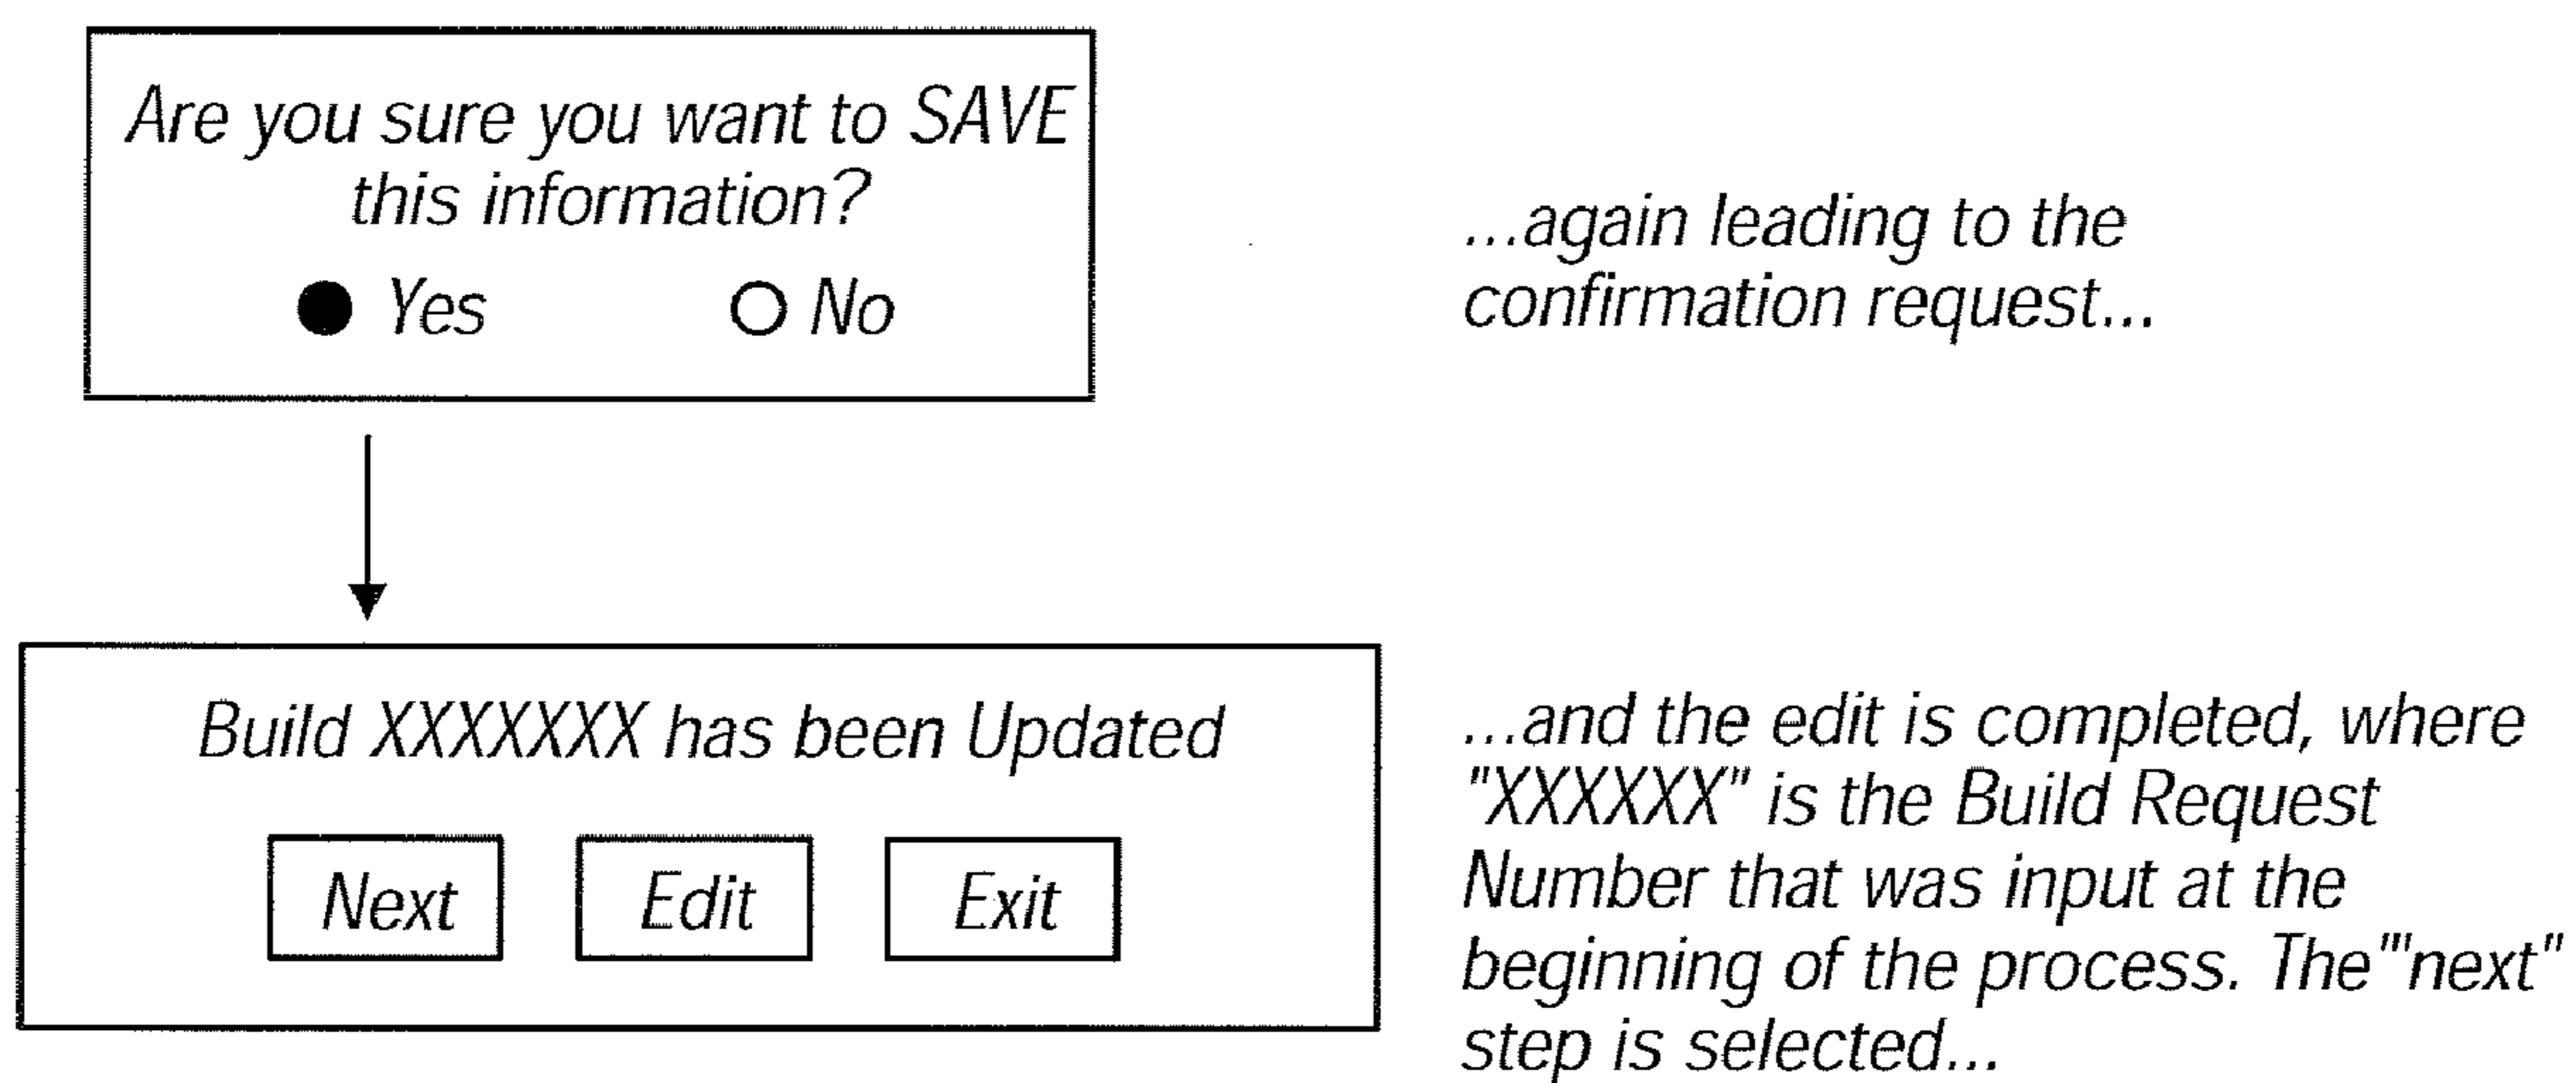 Are you sure you want to SAVE
this information?
Yes No
...again leading to the
confirmation request...
Build XXXXXXX has been Updated
Next Edit Exit
...and the edit is completed, where
"XXXXXX" is the Build Request
Number that was input at the
beginning of the process. The"'next"
step is selected...